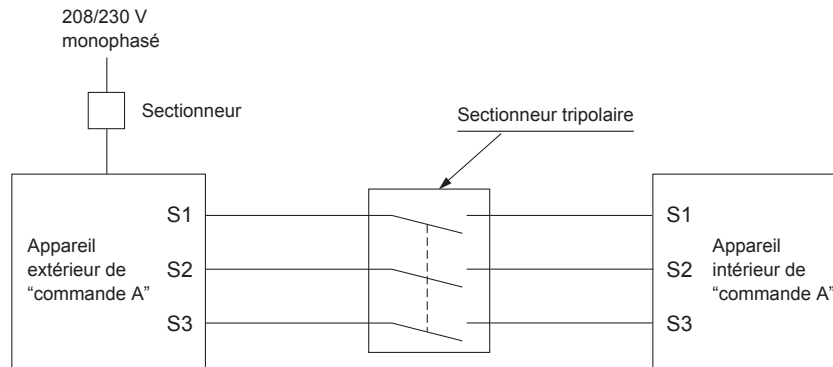 208/230 V
monophasé
Sectionneur
Sectionneur tripolaire
Appareil
extérieur de
“commande A”
S1
S2
S3
S1
S2
S3
Appareil
intérieur de
“commande A”